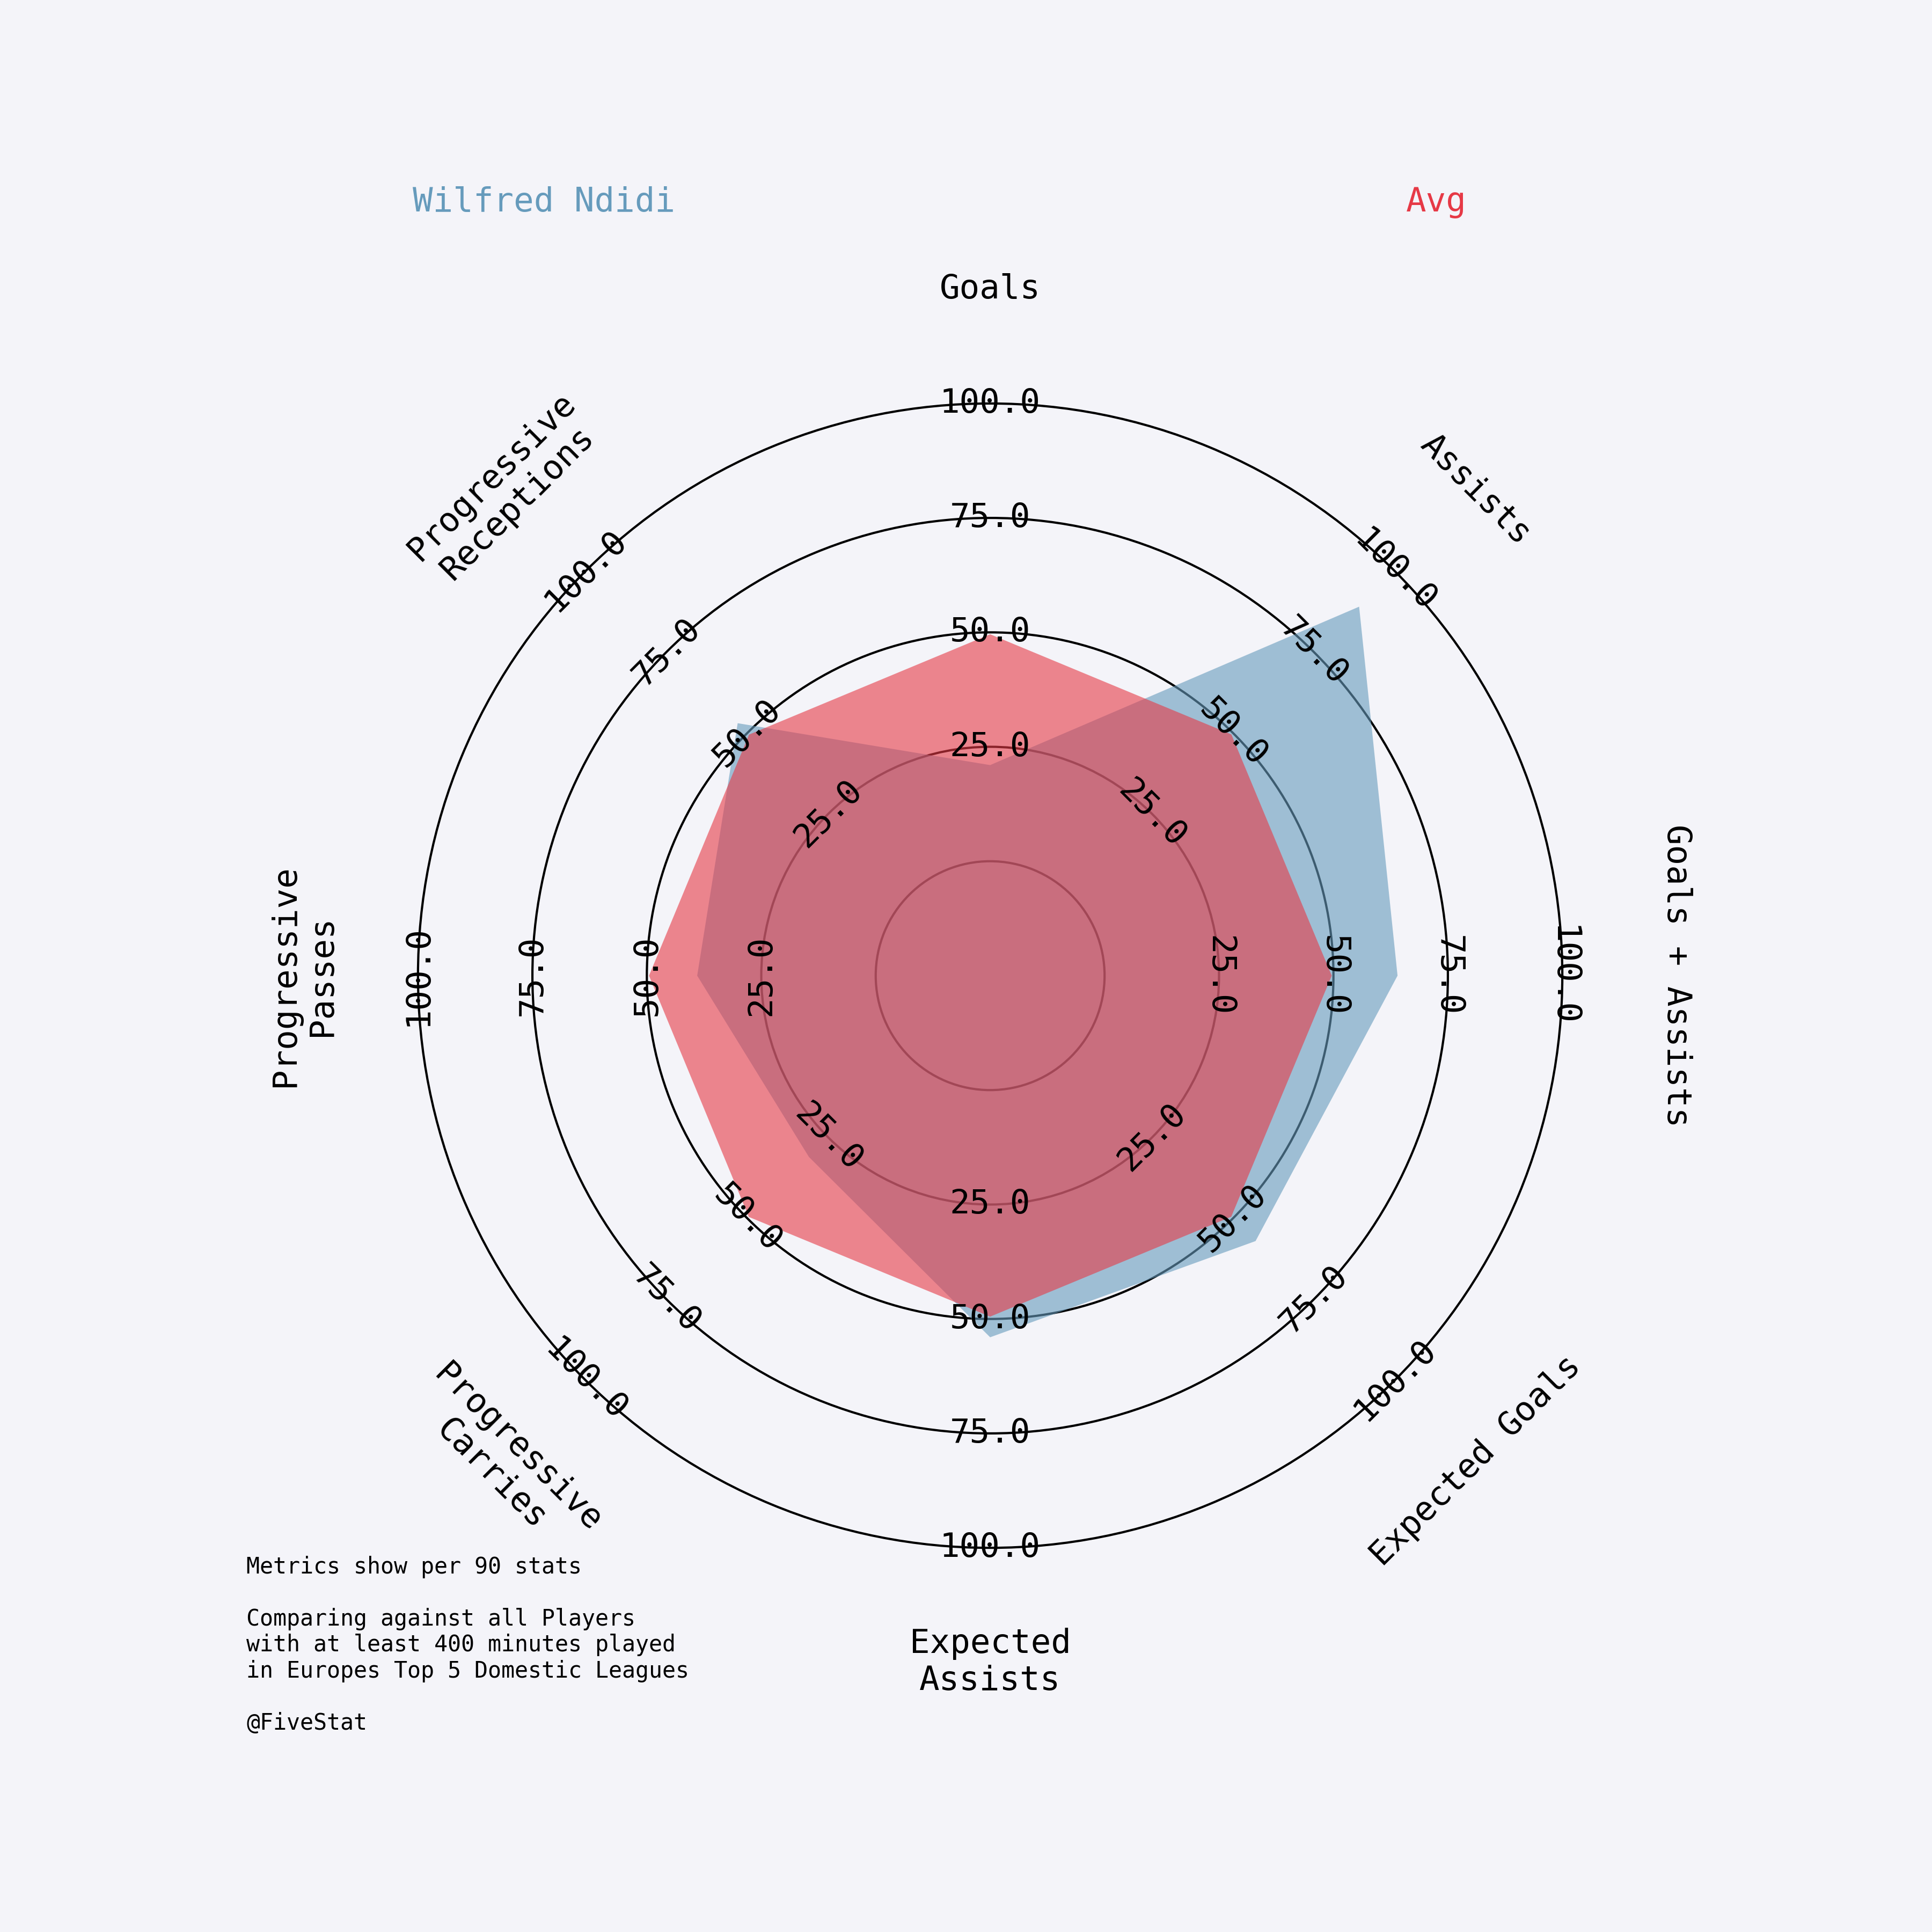 Wilfred Ndidi
Avg
Goals
Assists
Goals + Assists
Expected Goals
Expected
Assists
Progressive
Carries
Progressive
Passes
Progressive
Receptions
25.0
50.0
75.0
100.0
25.0
50.0
75.0
100.0
25.0
50.0
75.0
100.0
25.0
50.0
75.0
100.0
25.0
50.0
75.0
100.0
25.0
50.0
75.0
100.0
25.0
50.0
75.0
100.0
25.0
50.0
75.0
100.0
Metrics show per 90 stats
Comparing against all Players
with at least 400 minutes played
in Europes Top 5 Domestic Leagues
@FiveStat